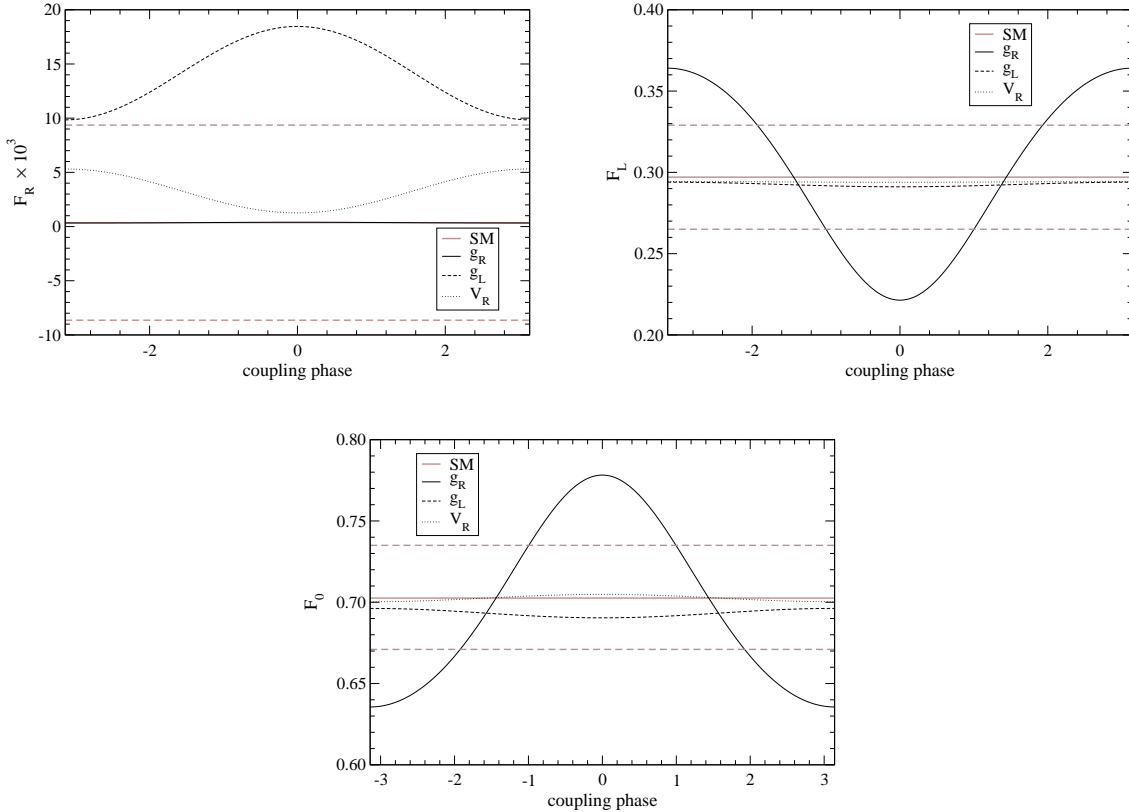 20
15
10
5
0
-5
-10
F_R × 10^3
SM
g_R
g_L
V_R
-2
0
2
coupling phase
0.40
0.35
0.30
0.25
0.20
F_L
SM
g_R
g_L
V_R
-2
0
2
coupling phase
0.80
0.75
0.70
0.65
0.60
F_0
SM
g_R
g_L
V_R
-3
-2
-1
0
1
2
3
coupling phase